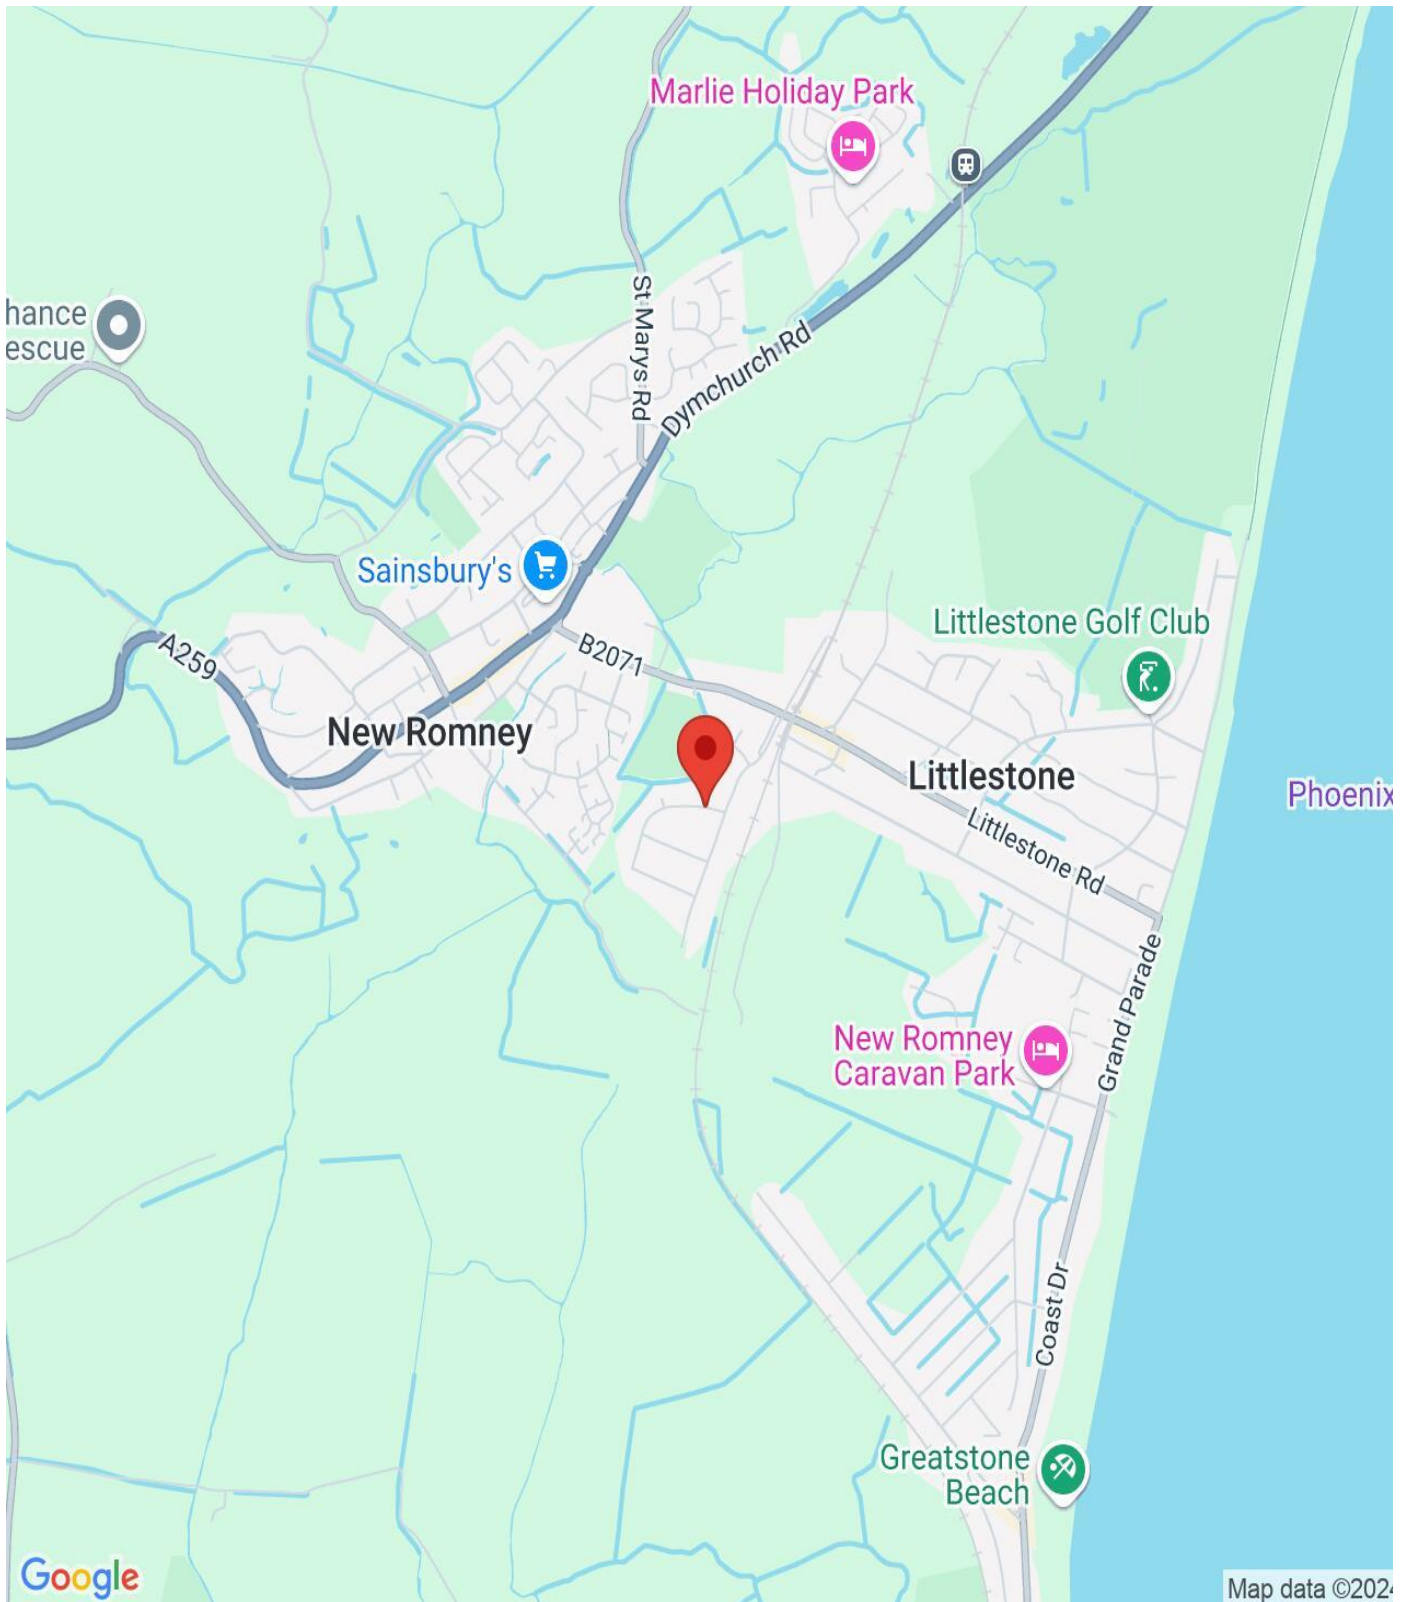 Marlie Holiday Park
hance
escue
St Marys Rd
Dymchurch Rd
Sainsbury's
Littlestone Golf Club
B2071
A259
New Romney
Littlestone
Phoenix
Littlestone Rd
Grand Parade
New Romney
Caravan Park
Coast Dr
Greatstone
Beach
Google
Map data ©2024